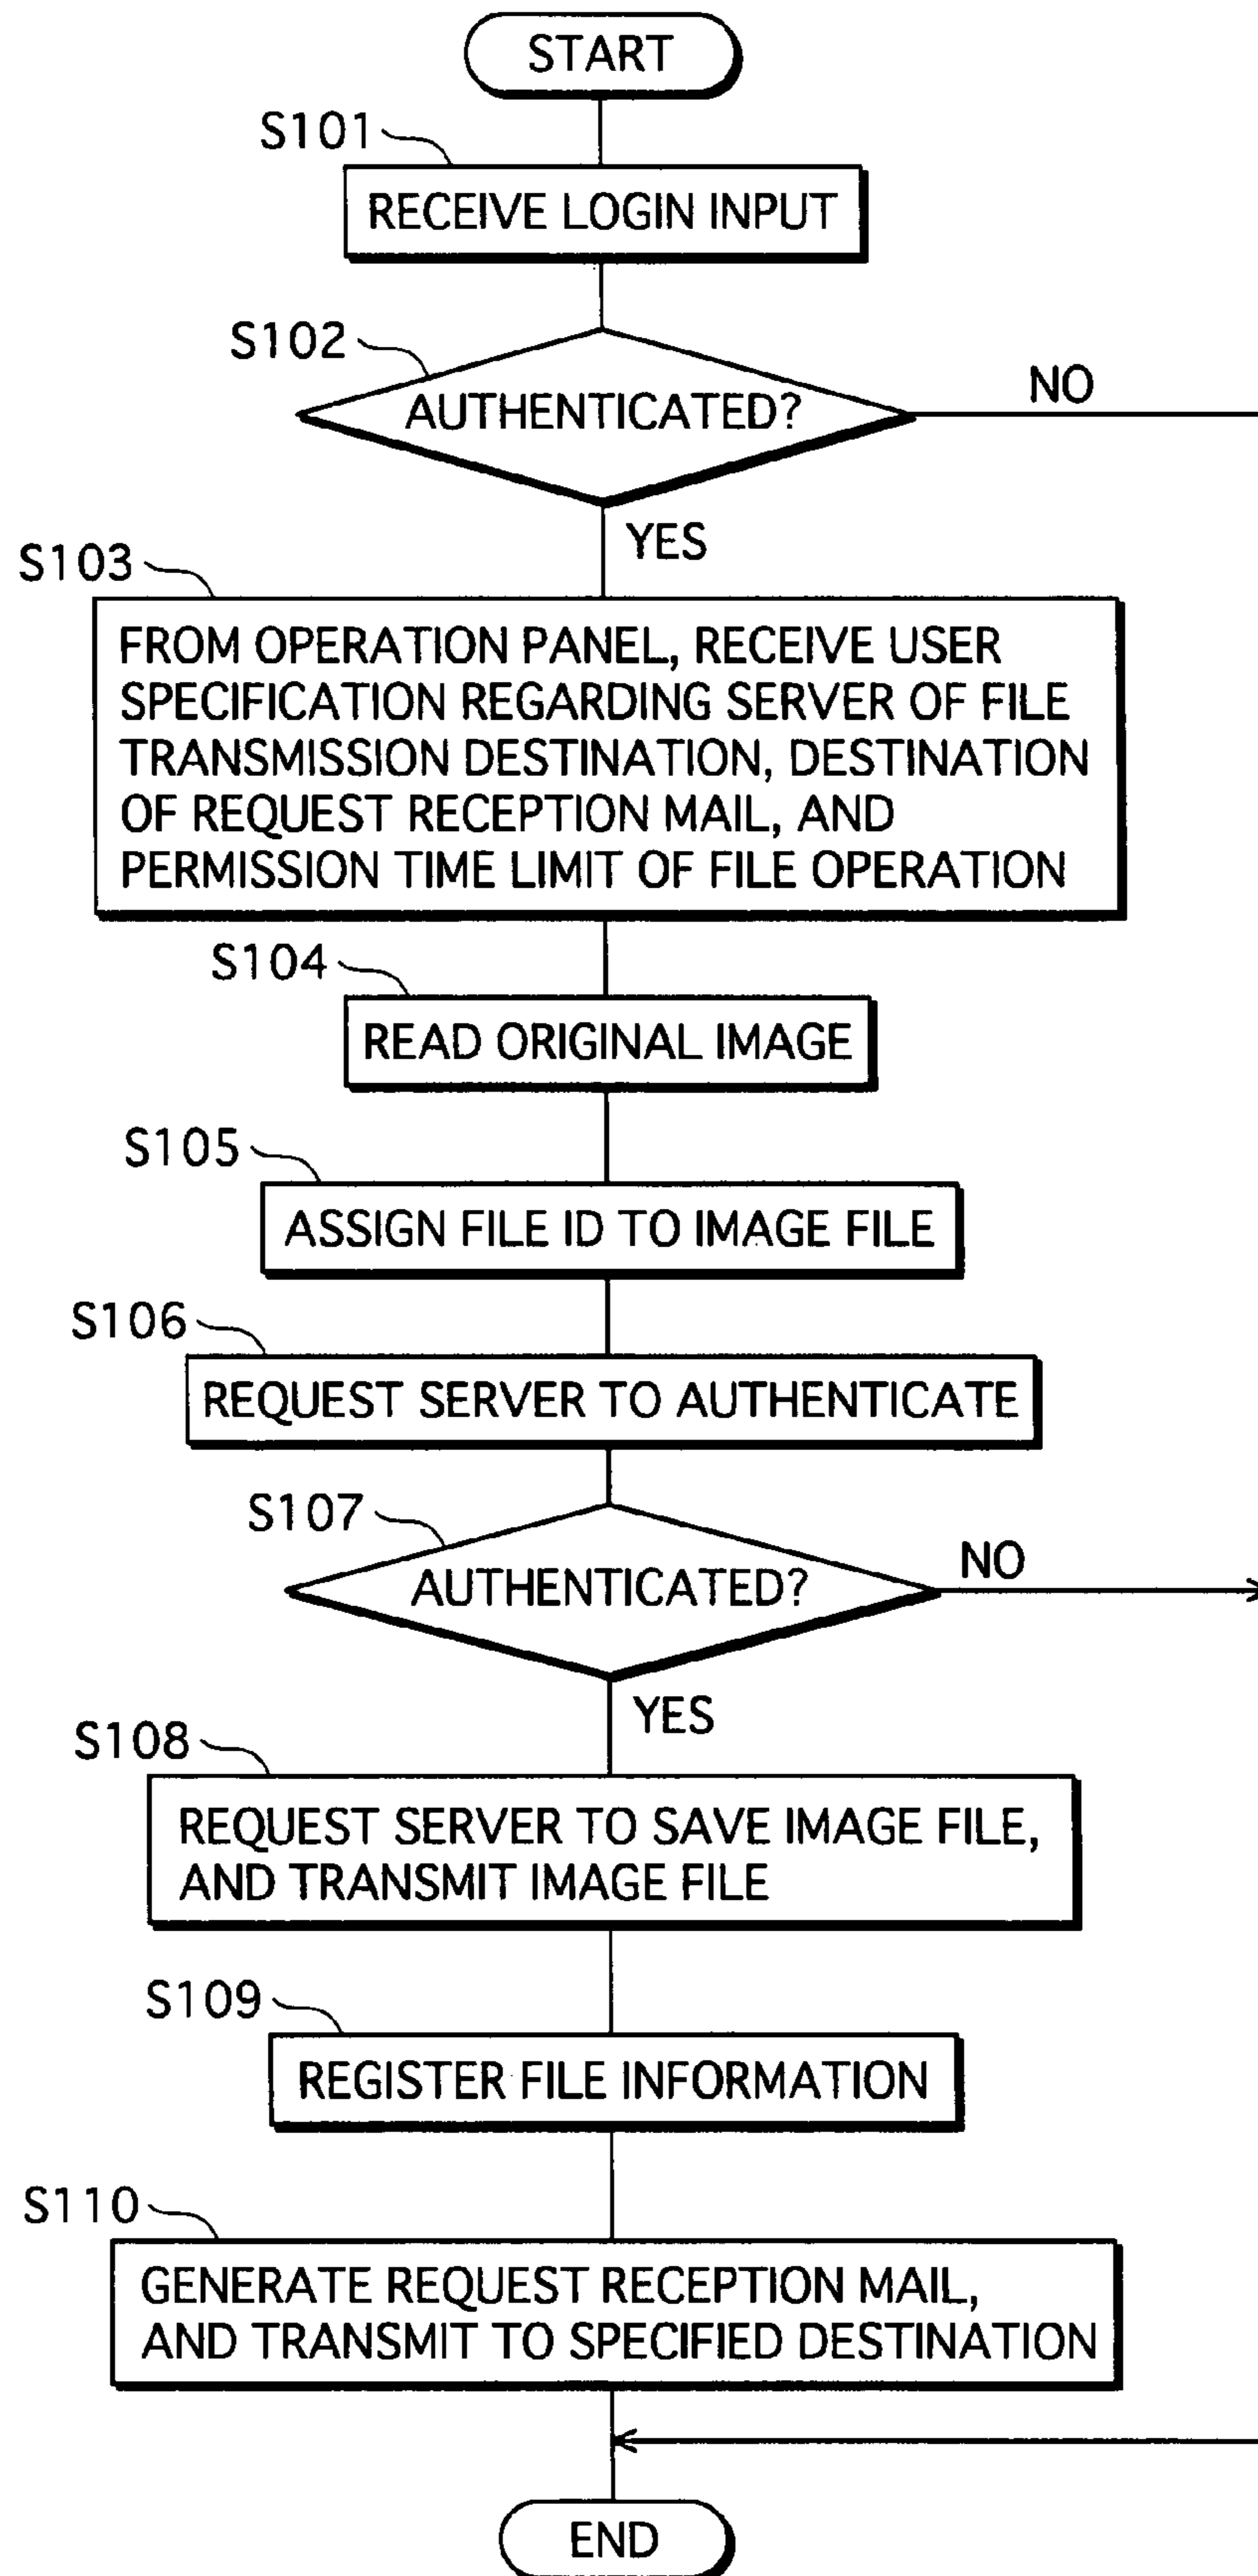 START
S101
RECEIVE LOGIN INPUT
S102
AUTHENTICATED?
NO
YES
S103
FROM OPERATION PANEL, RECEIVE USER
SPECIFICATION REGARDING SERVER OF FILE
TRANSMISSION DESTINATION, DESTINATION
OF REQUEST RECEPTION MAIL, AND
PERMISSION TIME LIMIT OF FILE OPERATION
S104
READ ORIGINAL IMAGE
S105
ASSIGN FILE ID TO IMAGE FILE
S106
REQUEST SERVER TO AUTHENTICATE
S107
AUTHENTICATED?
NO
YES
S108
REQUEST SERVER TO SAVE IMAGE FILE,
AND TRANSMIT IMAGE FILE
S109
REGISTER FILE INFORMATION
S110
GENERATE REQUEST RECEPTION MAIL,
AND TRANSMIT TO SPECIFIED DESTINATION
END